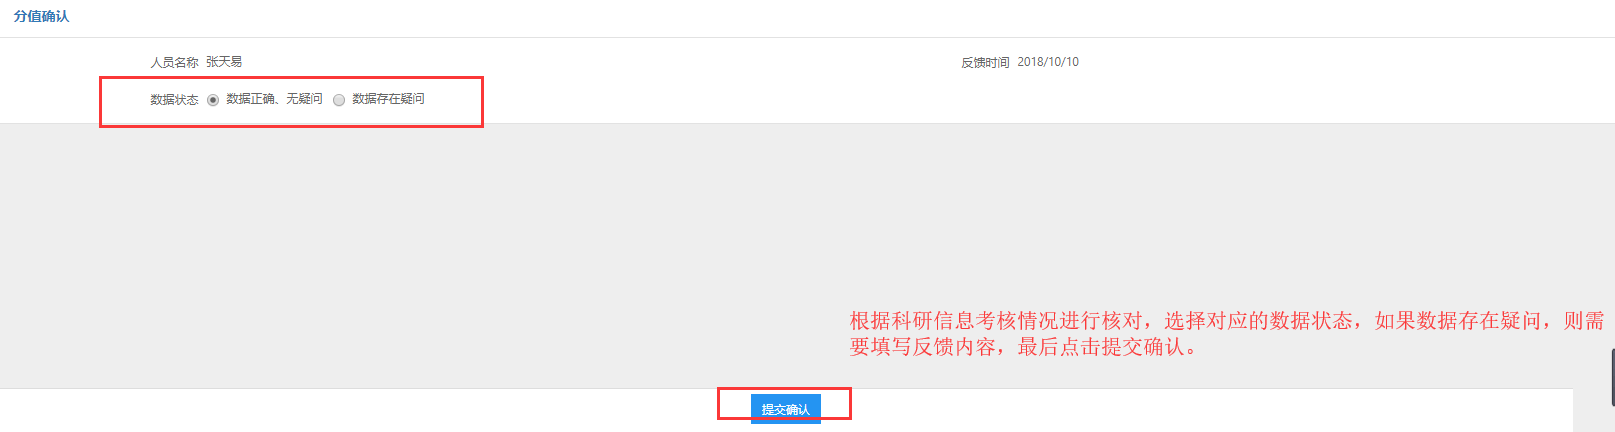 分值确认
人员名称 张天易 反馈时间 2018/10/10
数据状态 数据正确、无疑问 数据存在疑问
根据科研信息考核情况进行核对，选择对应的数据状态，如果数据存在疑问，则需
要填写反馈内容，最后点击提交确认。
提交确认